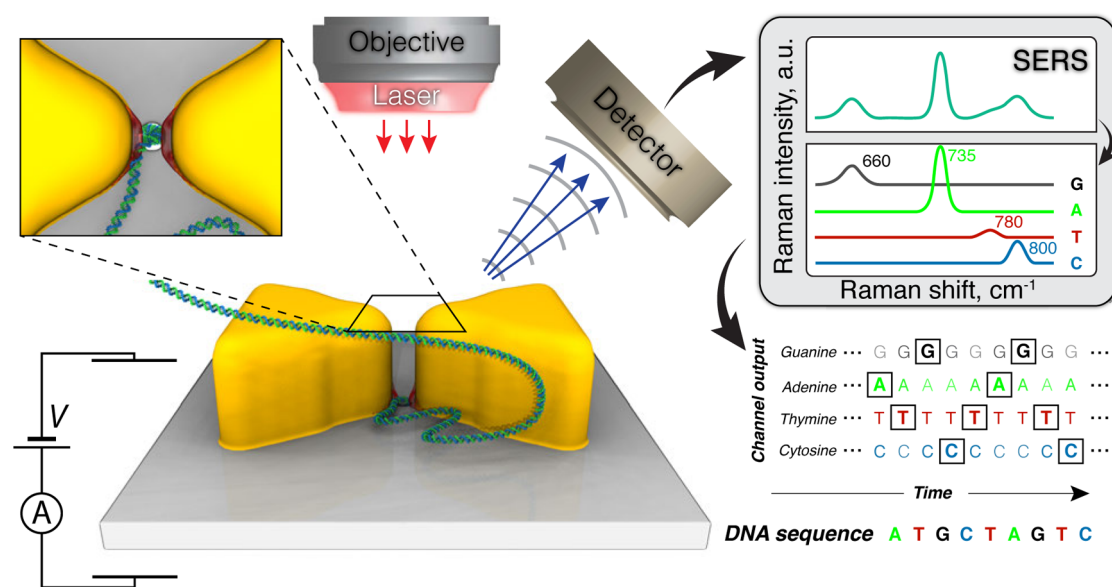 Objective
Laser
Detector
SERS
Raman intensity, a.u.
660
735
G
A
780
T
800
C
Raman shift, cm⁻¹
V
A
Channel output
Guanine ··· G G G G G G G G G ···
Adenine ··· A A A A A A A A A ···
Thymine ··· T T T T T T T T T ···
Cytosine ··· C C C C C C C C C ···
Time
DNA sequence A T G C T A G T C